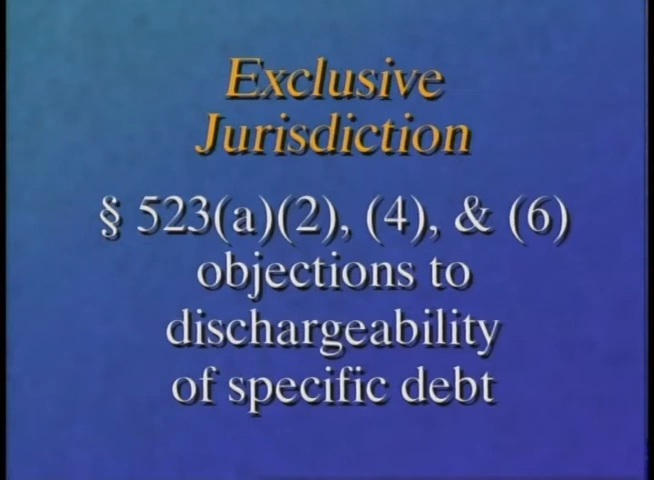 Exclusive
Jurisdiction
§ 523(a)(2), (4), & (6)
objections to
dischargeability
of specific debt